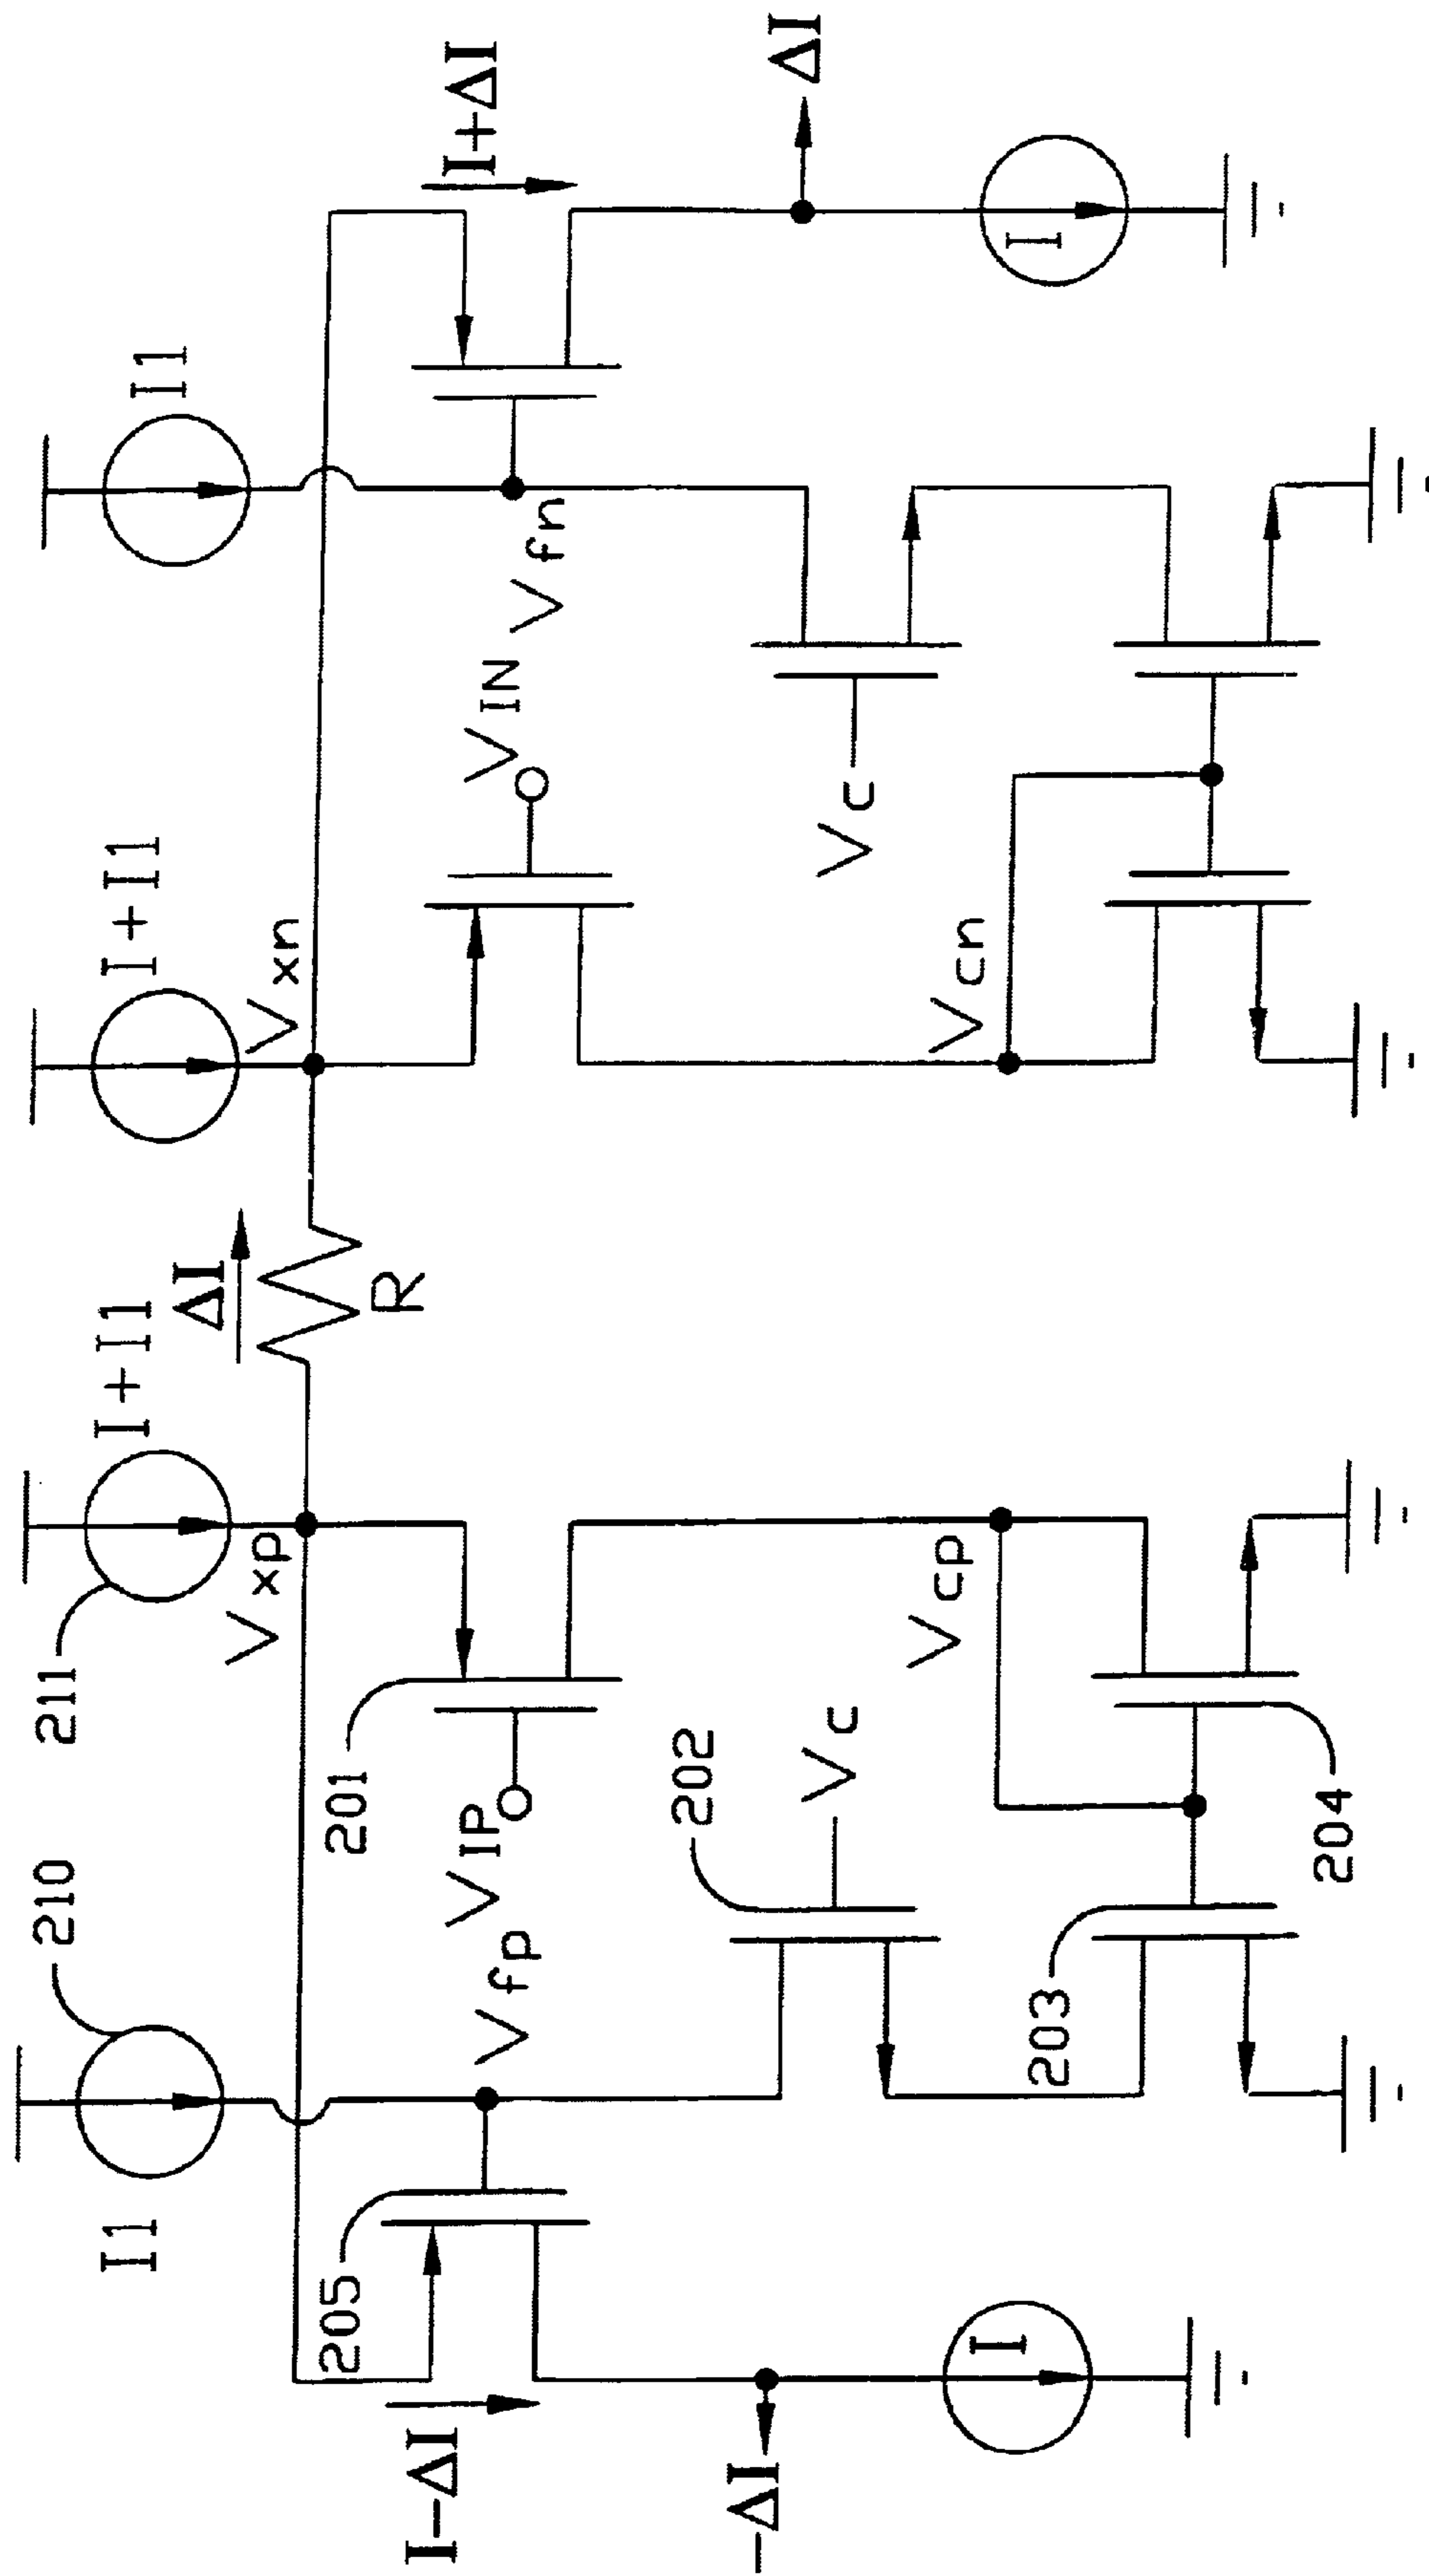 210
211
I1
I+I1
I+I1
I1
ΔI
Vxp
Vxn
205
201
R
I-ΔI
VIP
VIN
I+ΔI
Vfp
Vfn
202
-ΔI
ΔI
Vc
Vc
Vcp
Vcn
I
I
203
204